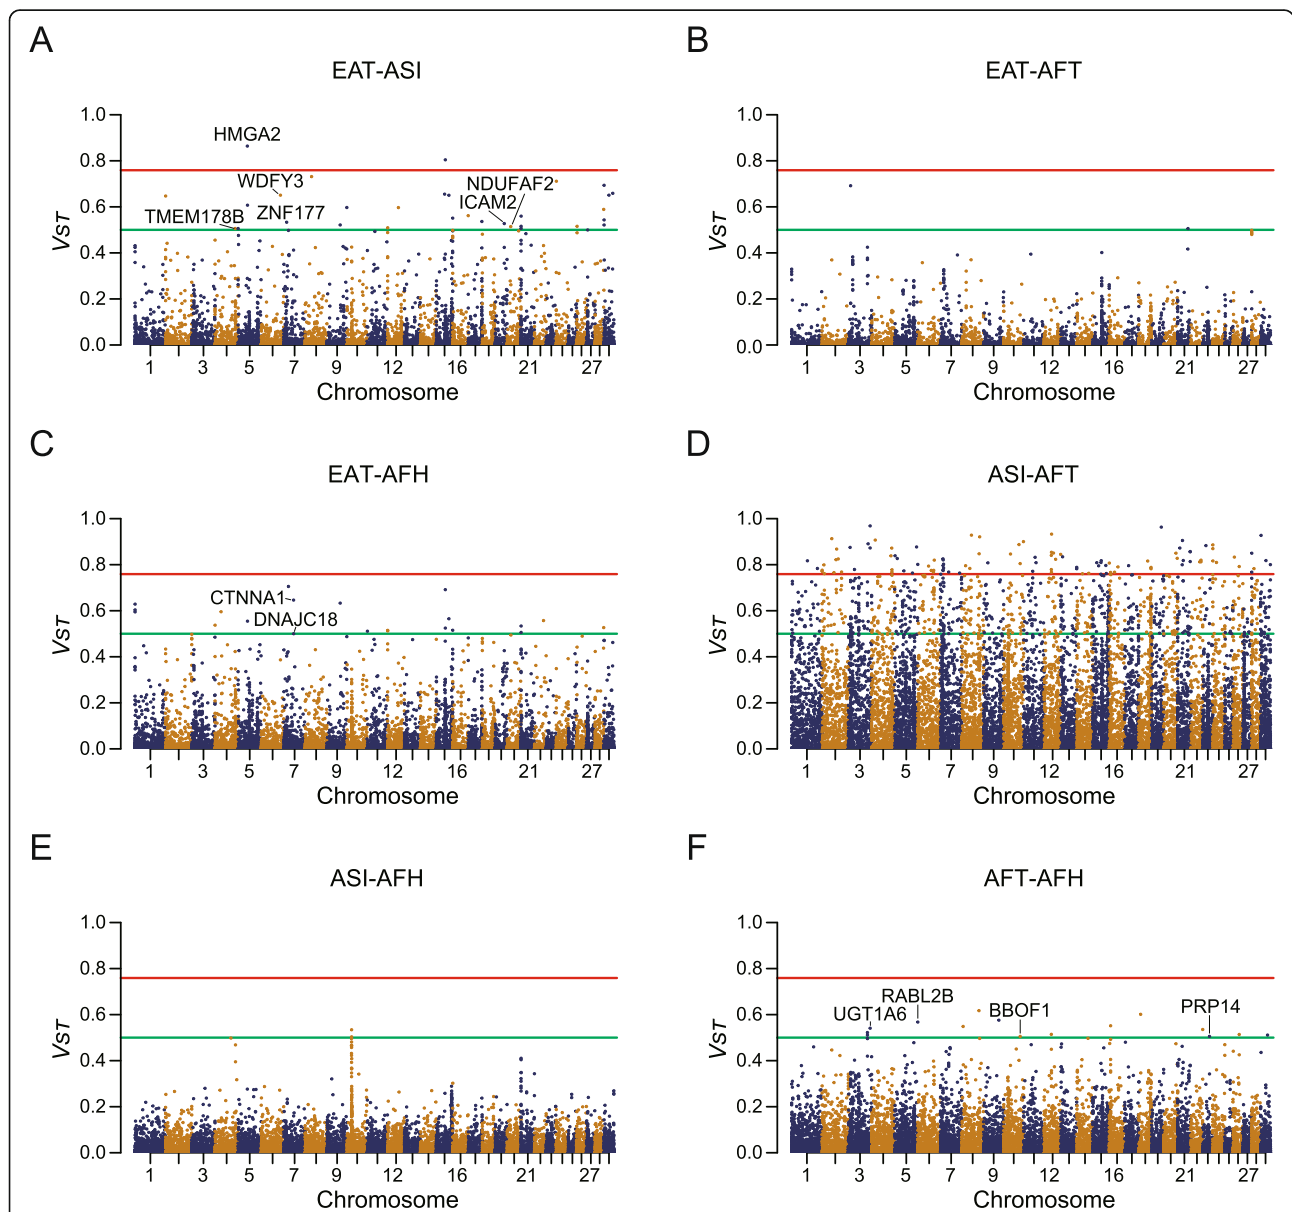 A
EAT-ASI
VST
1.0
0.8
0.6
0.4
0.2
0.0
HMGA2
WDFY3
NDUFAF2
ICAM2
TMEM178B
ZNF177
1 3 5 7 9 12 16 21 27
Chromosome
B
EAT-AFT
VST
1.0
0.8
0.6
0.4
0.2
0.0
1 3 5 7 9 12 16 21 27
Chromosome
C
EAT-AFH
VST
1.0
0.8
0.6
0.4
0.2
0.0
CTNNA1
DNAJC18
1 3 5 7 9 12 16 21 27
Chromosome
D
ASI-AFT
VST
1.0
0.8
0.6
0.4
0.2
0.0
1 3 5 7 9 12 16 21 27
Chromosome
E
ASI-AFH
VST
1.0
0.8
0.6
0.4
0.2
0.0
1 3 5 7 9 12 16 21 27
Chromosome
F
AFT-AFH
VST
1.0
0.8
0.6
0.4
0.2
0.0
RABL2B
UGT1A6
BBOF1
PRP14
1 3 5 7 9 12 16 21 27
Chromosome